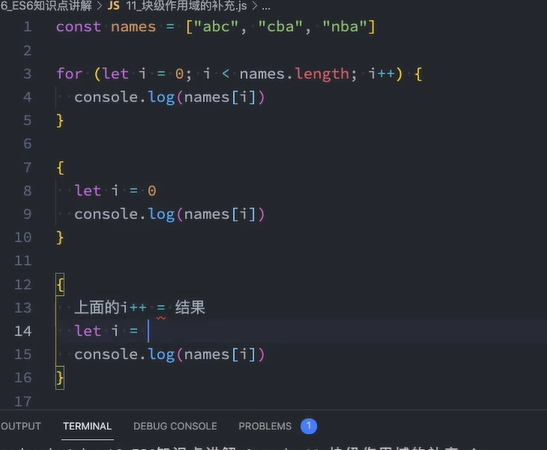 6_ES6知识点讲解 > JS 11_块级作用域的补充.js > ...
1 const names = ["abc", "cba", "nba"]
2
3 for (let i = 0; i < names.length; i++) {
4 console.log(names[i])
5 }
6
7 {
8 let i = 0
9 console.log(names[i])
10 }
11
12 {
13 上面的i++ = 结果
14 let i =
15 console.log(names[i])
16 }
17
OUTPUT TERMINAL DEBUG CONSOLE PROBLEMS 1